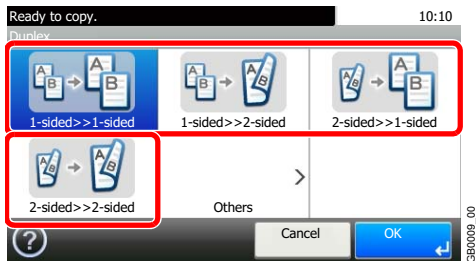 Ready to copy. 10:10
Duplex
A B A B
1-sided>>1-sided
A B A B
1-sided>>2-sided
A B A B
2-sided>>1-sided
A B A B
2-sided>>2-sided
Others
?
Cancel
OK
GB0009_00